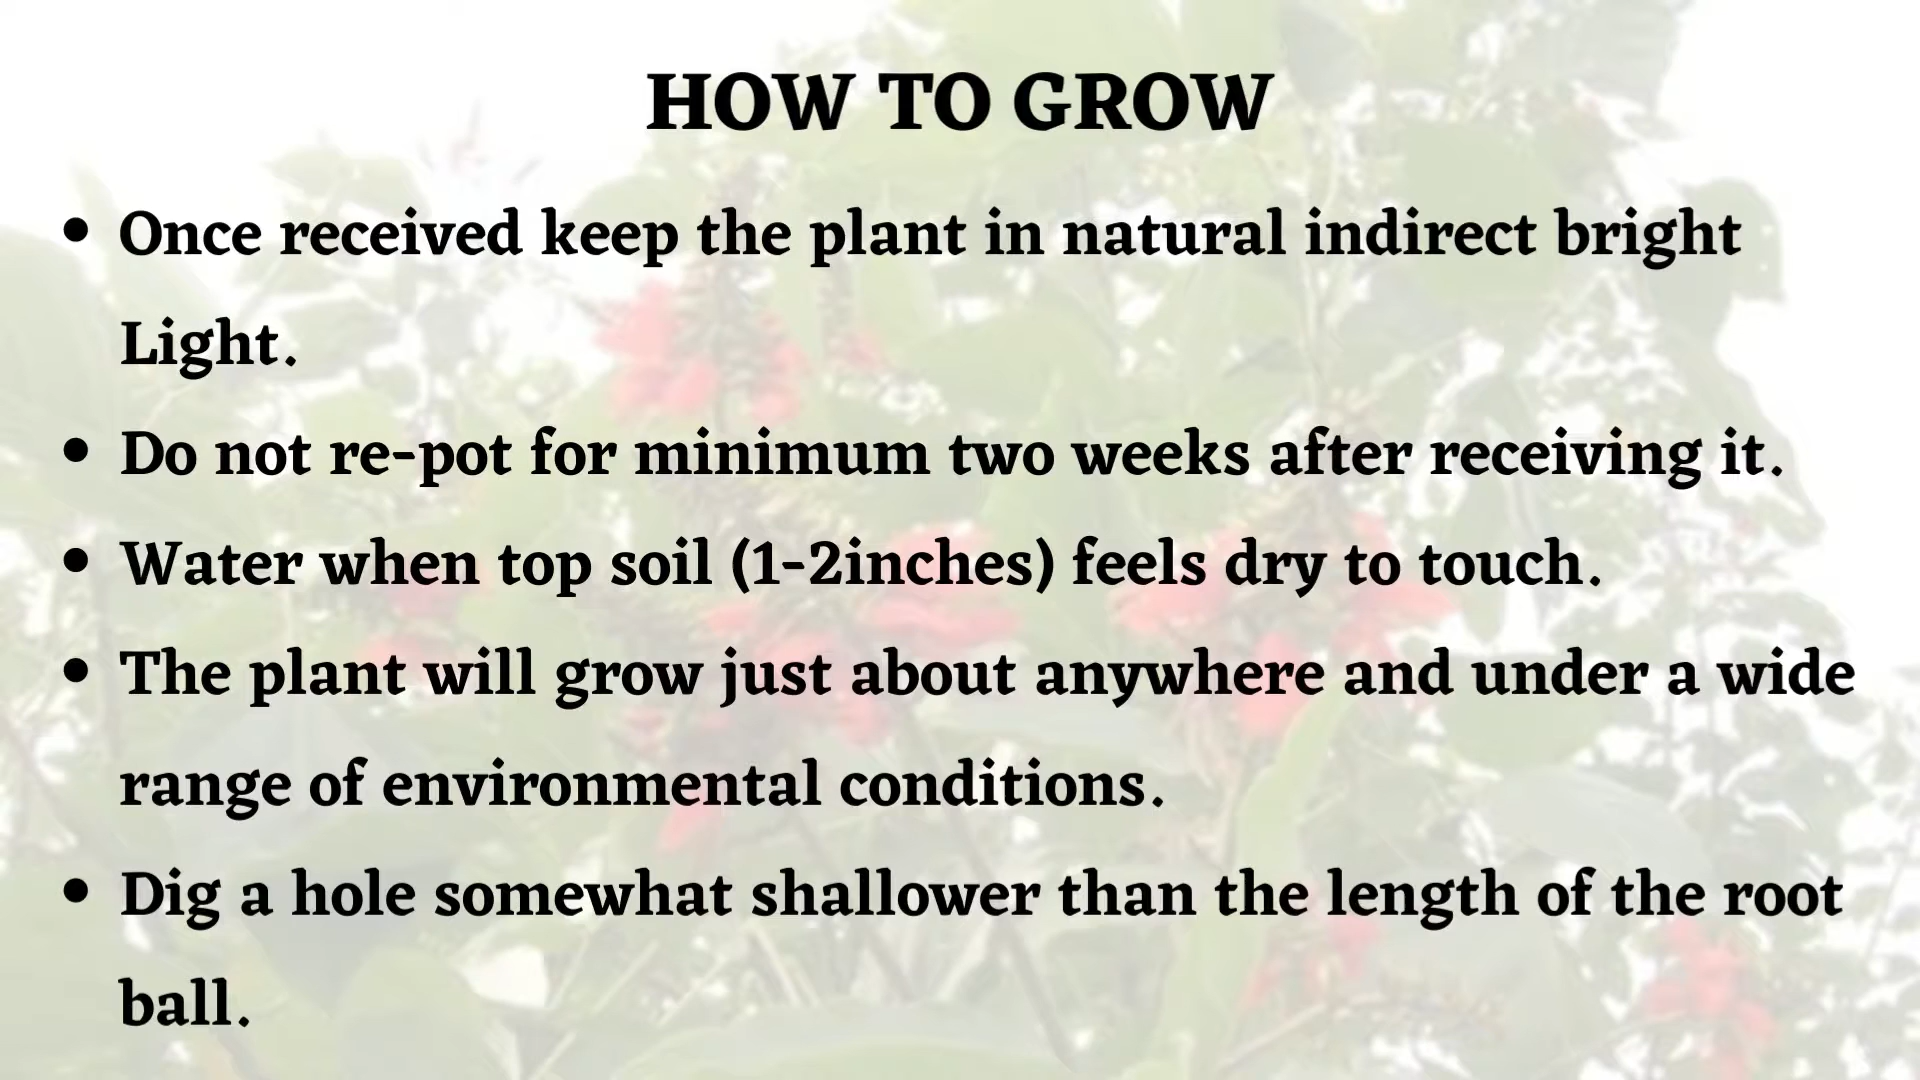 HOW TO GROW
• Once received keep the plant in natural indirect bright
Light.
• Do not re-pot for minimum two weeks after receiving it.
• Water when top soil (1-2inches) feels dry to touch.
• The plant will grow just about anywhere and under a wide
range of environmental conditions.
• Dig a hole somewhat shallower than the length of the root
ball.